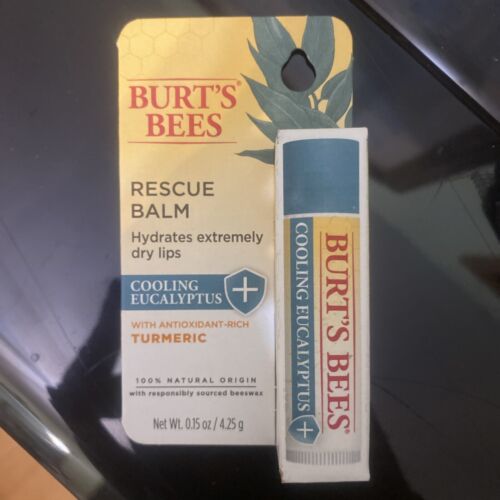 BURT'S
BEES®
RESCUE
BALM
Hydrates extremely
dry lips
COOLING
EUCALYPTUS
WITH ANTIOXIDANT-RICH
TURMERIC
100% NATURAL ORIGIN
with responsibly sourced beeswax
Net Wt. 0.15 oz / 4.25 g
BURT'S BEES
COOLING EUCALYPTUS